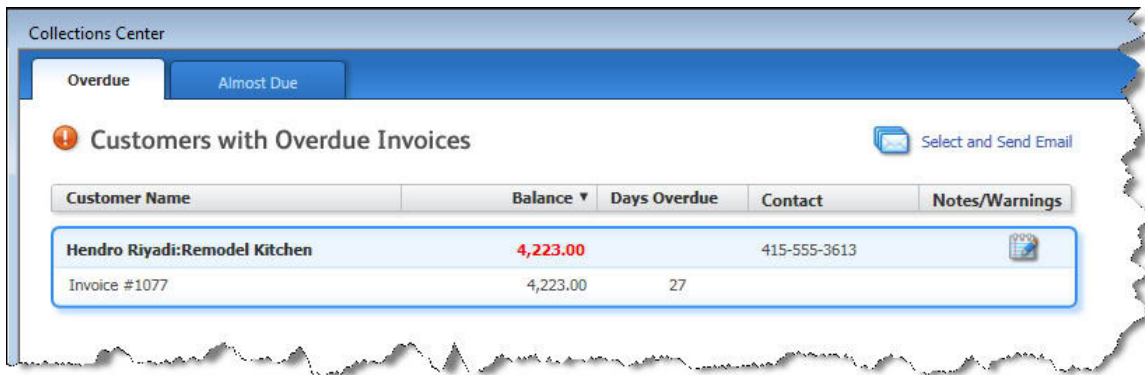 Collections Center
Overdue Almost Due
Customers with Overdue Invoices Select and Send Email
Customer Name Balance ▼ Days Overdue Contact Notes/Warnings
Hendro Riyadi:Remodel Kitchen 4,223.00 415-555-3613
Invoice #1077 4,223.00 27